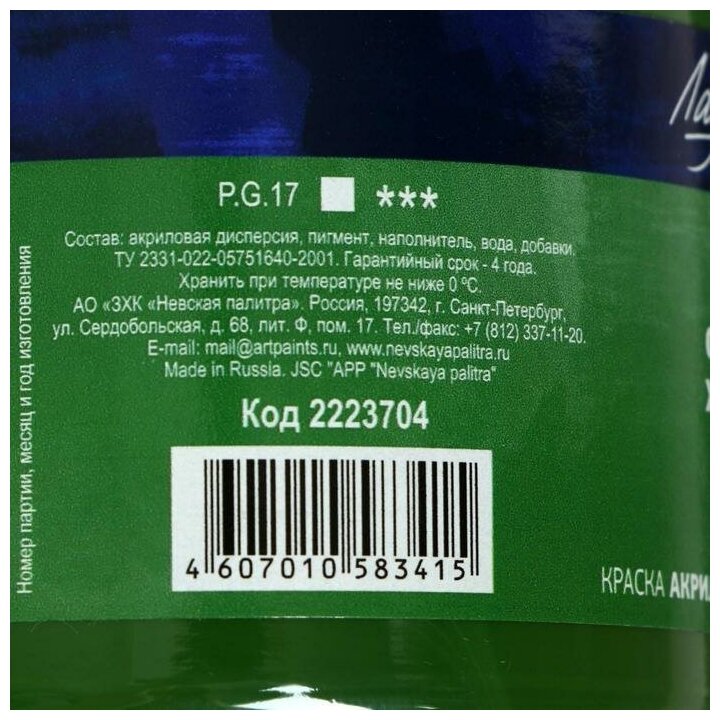 P.G.17 ***
Состав: акриловая дисперсия, пигмент, наполнитель, вода, добавки.
ТУ 2331-022-05751640-2001. Гарантийный срок - 4 года.
Хранить при температуре не ниже 0 °С.
АО «ЗХК «Невская палитра». Россия, 197342, г. Санкт-Петербург,
ул. Сердобольская, д. 68, лит. Ф, пом. 17. Тел./факс: +7 (812) 337-11-20.
E-mail: mail@artpaints.ru, www.nevskayapalitra.ru
Made in Russia. JSC "APP "Nevskaya palitra"
Код 2223704
4 607010 583415
Номер партии, месяц и год изготовления
КРАСКА